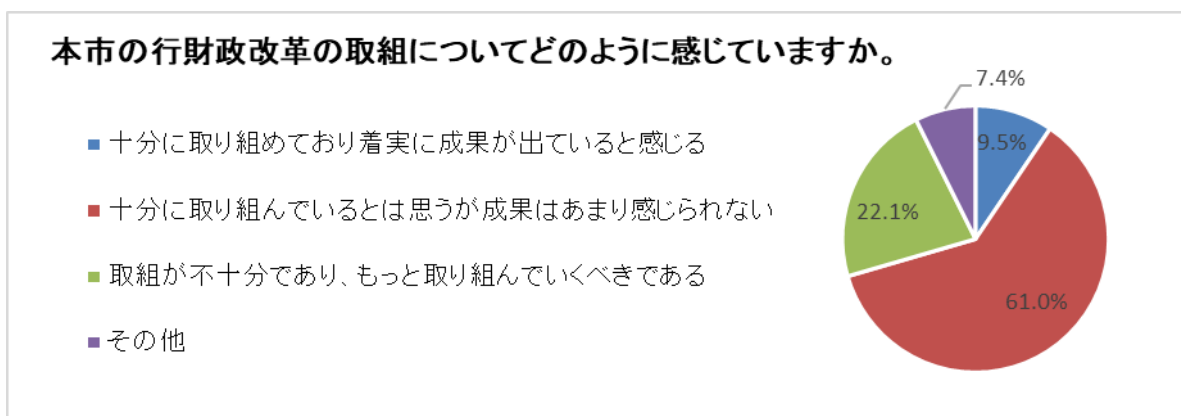 本市の行財政改革の取組についてどのように感じていますか。
7.4%
十分に取り組めており着実に成果が出ていると感じる
9.5%
十分に取り組んでいるとは思うが成果はあまり感じられない
22.1%
取組が不十分であり、もっと取り組んでいくべきである
61.0%
その他